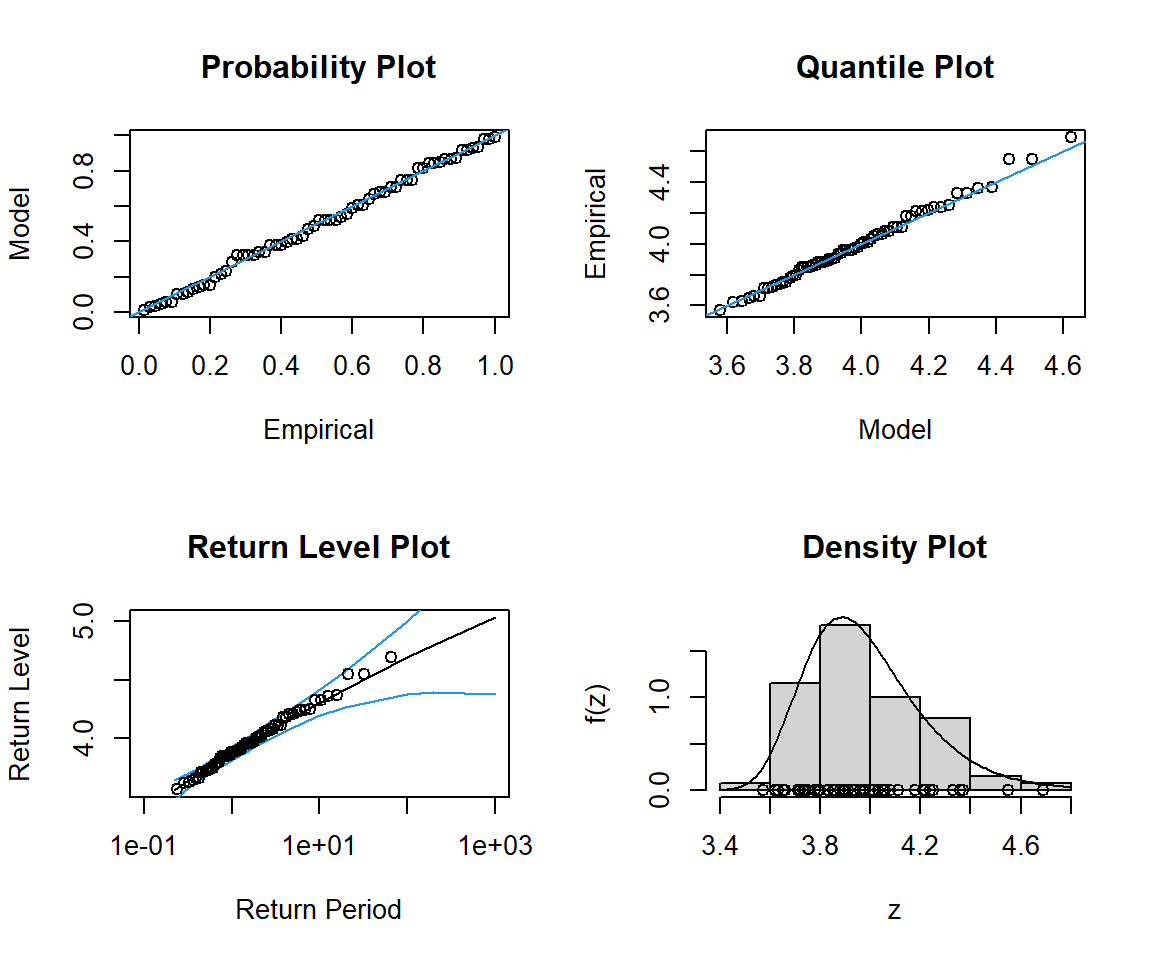 Probability Plot
Model
0.0 0.4 0.8
0.0 0.2 0.4 0.6 0.8 1.0
Empirical
Quantile Plot
Empirical
3.6 4.0 4.4
3.6 3.8 4.0 4.2 4.4 4.6
Model
Return Level Plot
Return Level
4.0 5.0
1e-01 1e+01 1e+03
Return Period
Density Plot
f(z)
0.0 1.0
3.4 3.8 4.2 4.6
z